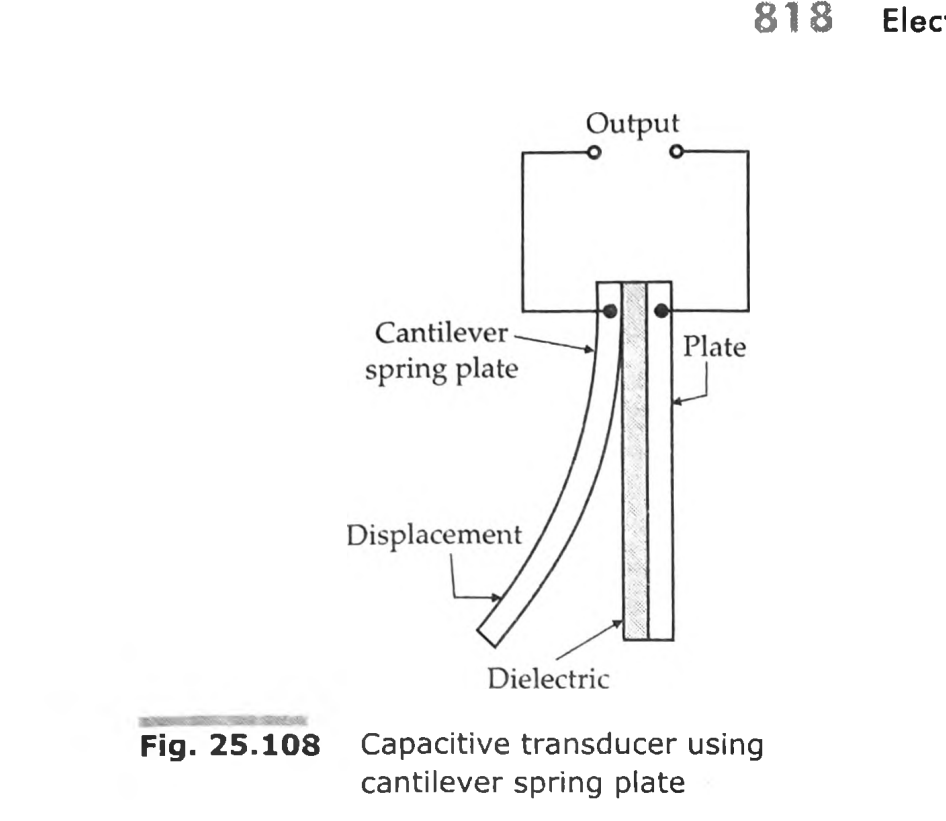 818 Elec
Output
Cantilever
spring plate
Plate
Displacement
Dielectric
Fig. 25.108 Capacitive transducer using
cantilever spring plate